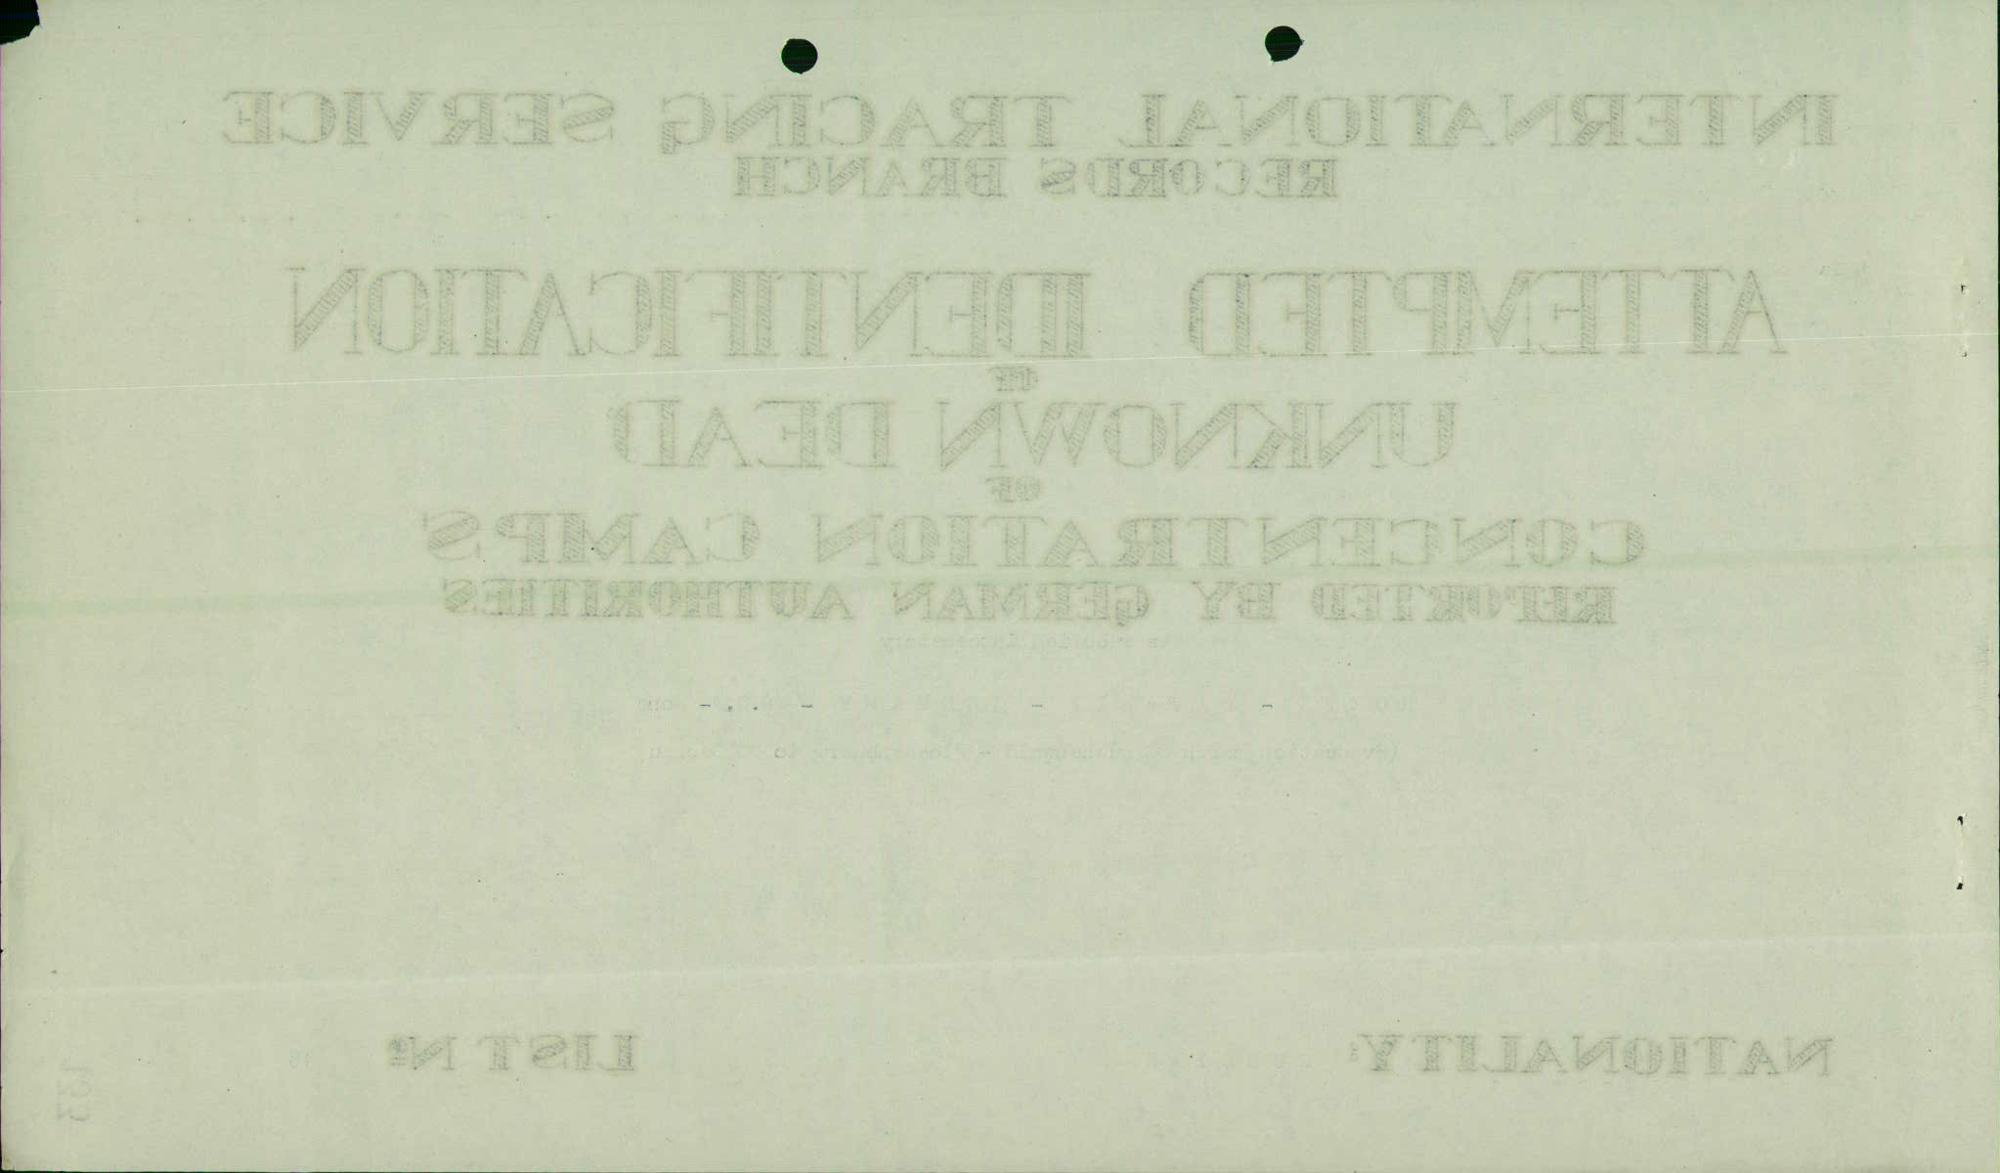 INTERNATIONAL TRACING SERVICE
RECORDS BRANCH
ATTEMPTED IDENTIFICATION
OF
UNKNOWN DEAD
OF
CONCENTRATION CAMPS
REPORTED BY GERMAN AUTHORITIES
NATIONALITY:
LIST Nº